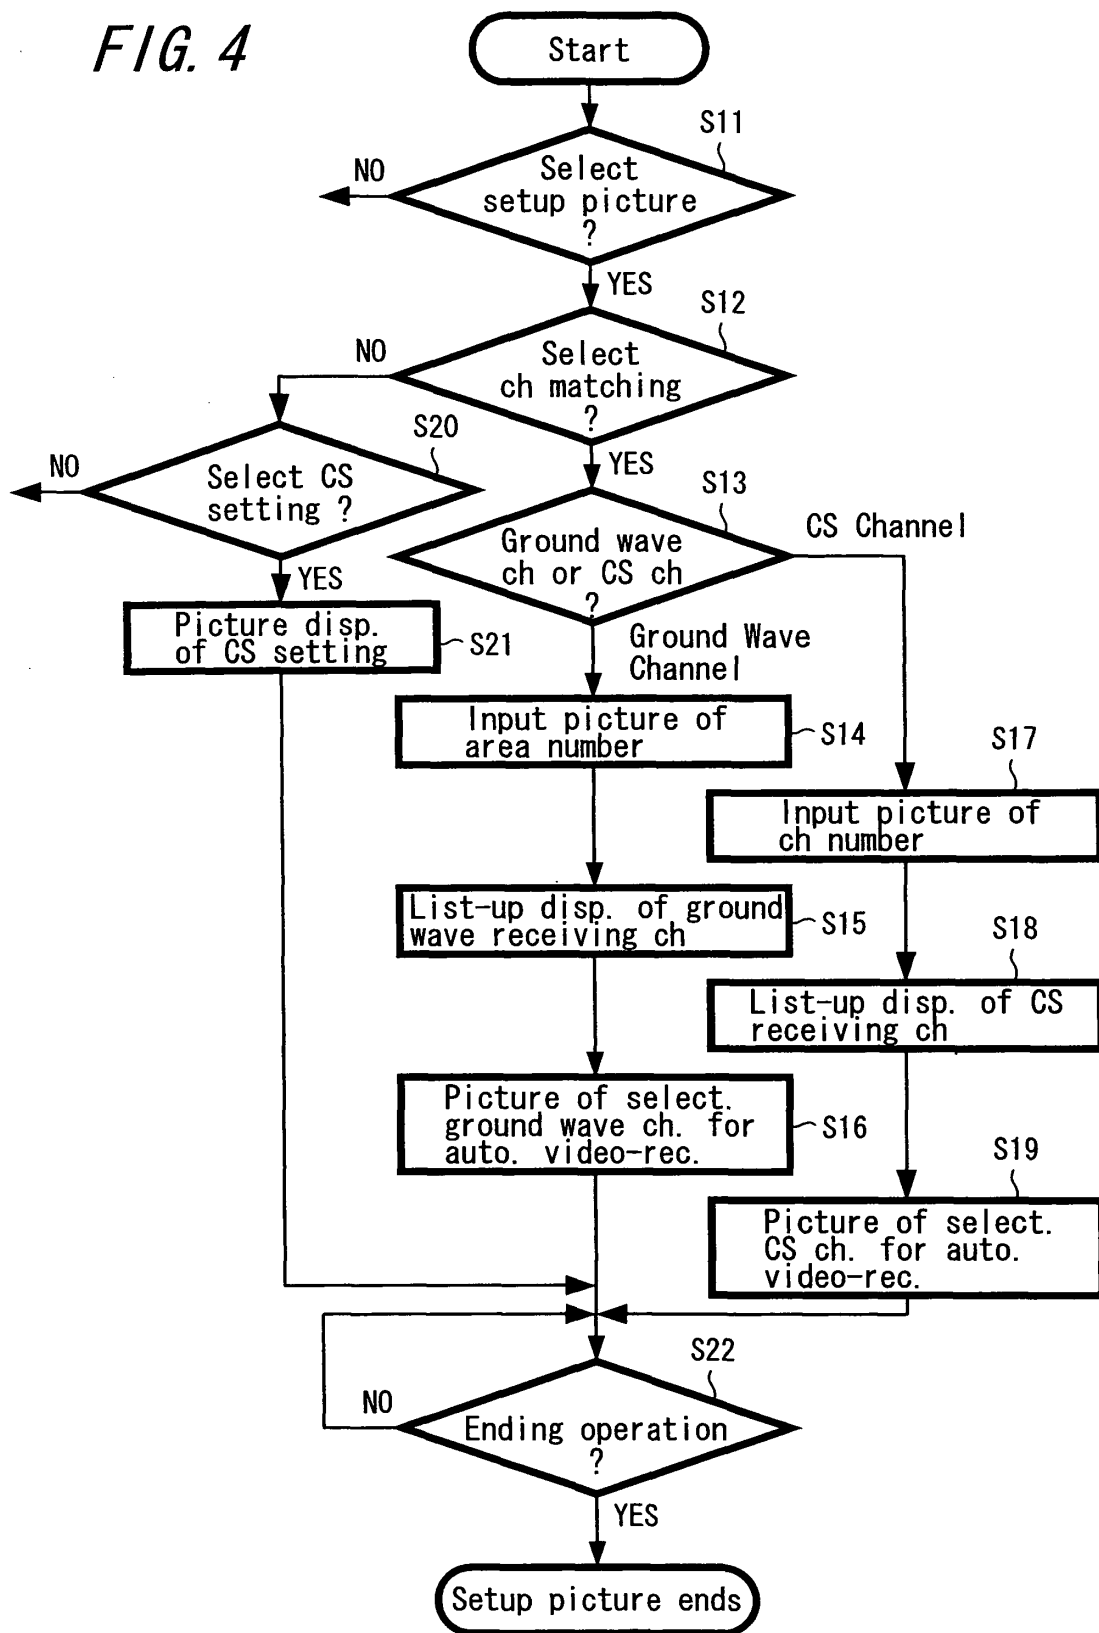 FIG. 4
Start
S11
Select
setup picture
?
NO
YES
S12
Select
ch matching
?
NO
YES
S20
Select CS
setting ?
NO
YES
S13
Ground wave
ch or CS ch
?
CS Channel
Ground Wave
Channel
Picture disp.
of CS setting
S21
Input picture of
area number
S14
S17
Input picture of
ch number
List-up disp. of ground
wave receiving ch
S15
S18
List-up disp. of CS
receiving ch
Picture of select.
ground wave ch. for
auto. video-rec.
S16
S19
Picture of select.
CS ch. for auto.
video-rec.
S22
Ending operation
?
NO
YES
Setup picture ends